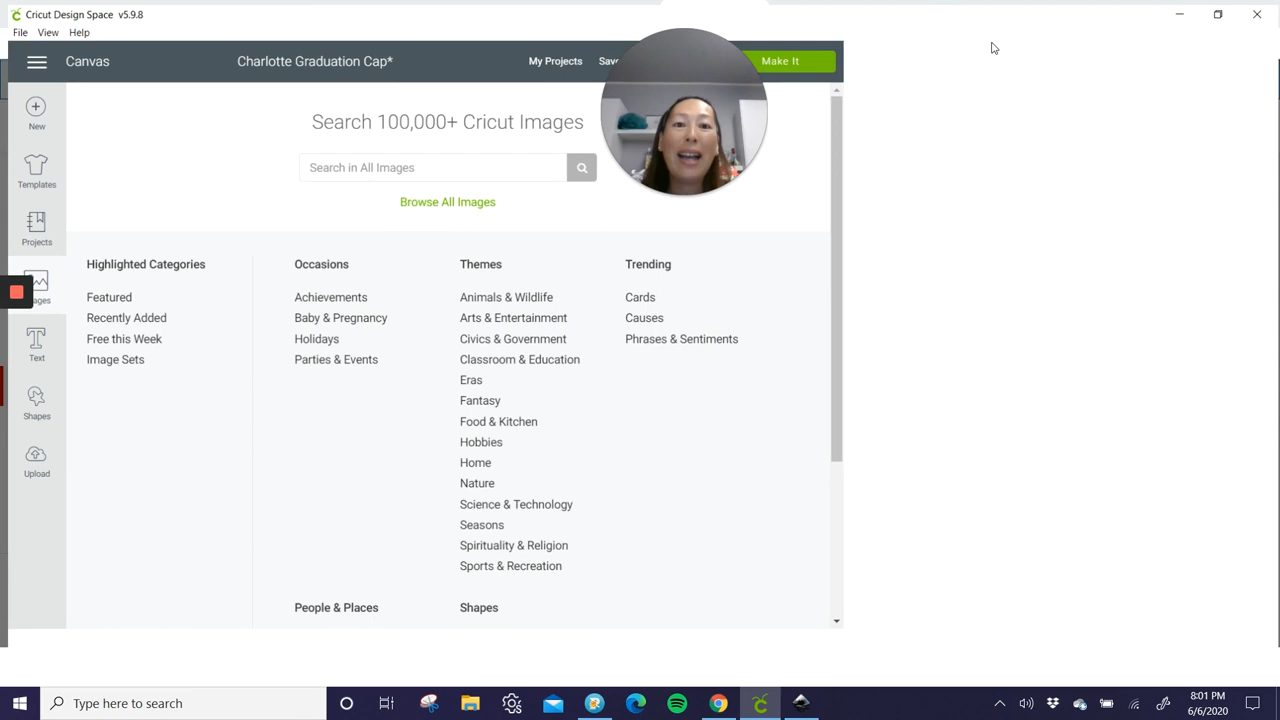 Cricut Design Space v5.9.8
File View Help
Canvas
Charlotte Graduation Cap*
My Projects
Make It
New
Templates
Projects
Text
Shapes
Upload
Search 100,000+ Cricut Images
Search in All Images
Browse All Images
Highlighted Categories
Featured
Recently Added
Free this Week
Image Sets
Occasions
Achievements
Baby & Pregnancy
Holidays
Parties & Events
Themes
Animals & Wildlife
Arts & Entertainment
Civics & Government
Classroom & Education
Eras
Fantasy
Food & Kitchen
Hobbies
Home
Nature
Science & Technology
Seasons
Spirituality & Religion
Sports & Recreation
Trending
Cards
Causes
Phrases & Sentiments
People & Places
Shapes
Type here to search
8:01 PM
6/6/2020